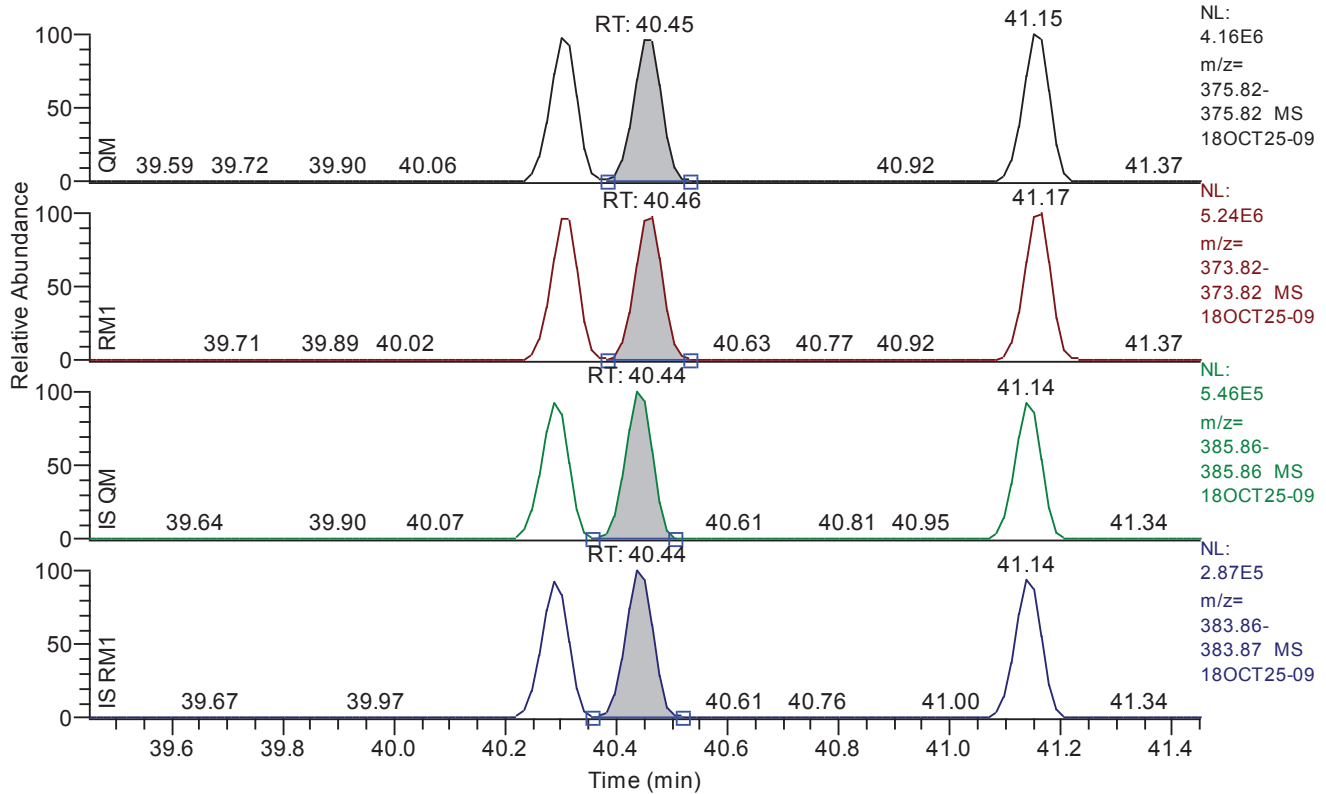 Relative Abundance
QM
100
50
0
39.59 39.72 39.90 40.06 RT: 40.45 40.92 41.15 41.37
NL:
4.16E6
m/z=
375.82-
375.82 MS
18OCT25-09
RM1
100
50
0
39.71 39.89 40.02 RT: 40.46 40.63 40.77 40.92 41.17 41.37
NL:
5.24E6
m/z=
373.82-
373.82 MS
18OCT25-09
IS QM
100
50
0
39.64 39.90 40.07 RT: 40.44 40.61 40.81 40.95 41.14 41.34
NL:
5.46E5
m/z=
385.86-
385.86 MS
18OCT25-09
IS RM1
100
50
0
39.67 39.97 RT: 40.44 40.61 40.76 41.00 41.14 41.34
NL:
2.87E5
m/z=
383.86-
383.87 MS
18OCT25-09
39.6 39.8 40.0 40.2 40.4 40.6 40.8 41.0 41.2 41.4
Time (min)